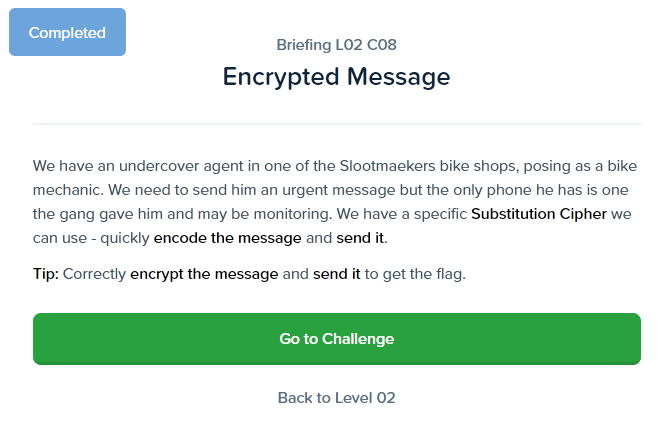 Completed
Briefing L02 C08
Encrypted Message
We have an undercover agent in one of the Slootmaekers bike shops, posing as a bike
mechanic. We need to send him an urgent message but the only phone he has is one
the gang gave him and may be monitoring. We have a specific Substitution Cipher we
can use - quickly encode the message and send it.
Tip: Correctly encrypt the message and send it to get the flag.
Go to Challenge
Back to Level 02